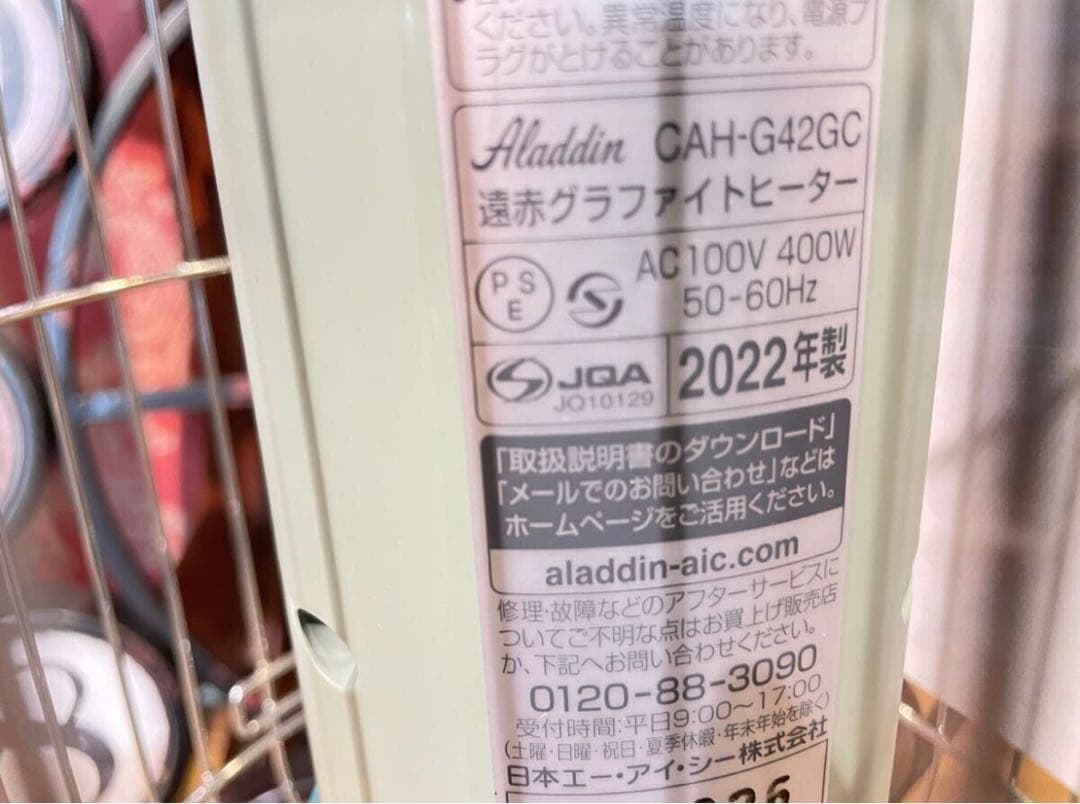 ください。異常温度になり、電源プ
ラグがとけることがあります。
Aladdin CAH-G42GC
遠赤グラファイトヒーター
PSE AC100V 400W
50-60Hz
JQA 2022年製
JQ10129
「取扱説明書のダウンロード」
「メールでのお問い合わせ」などは
ホームページをご活用ください。
aladdin-aic.com
修理・故障などのアフターサービスに
ついてご不明な点はお買上げ販売店
か、下記へお問い合わせください。
0120-88-3090
受付時間:平日9:00～17:00
(土曜・日曜・祝日・夏季休暇・年末年始を除く)
日本エー・アイ・シー株式会社